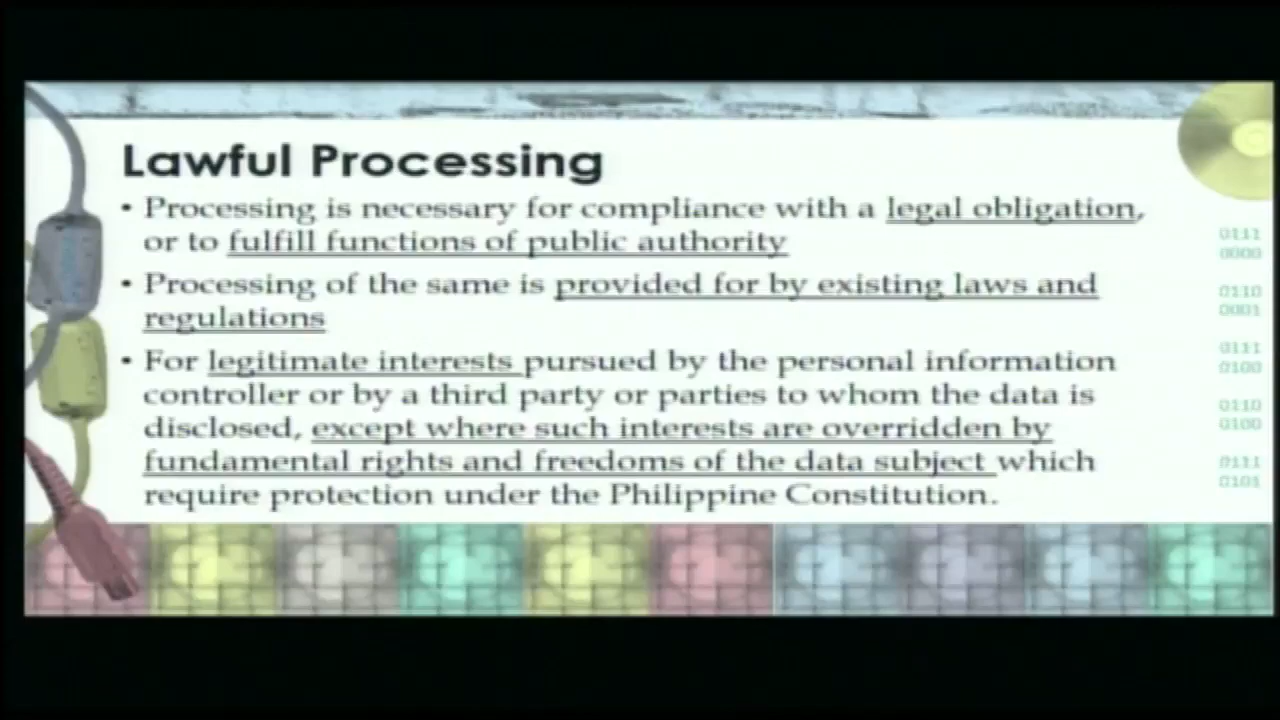 Lawful Processing
• Processing is necessary for compliance with a legal obligation,
or to fulfill functions of public authority
• Processing of the same is provided for by existing laws and
regulations
• For legitimate interests pursued by the personal information
controller or by a third party or parties to whom the data is
disclosed, except where such interests are overridden by
fundamental rights and freedoms of the data subject which
require protection under the Philippine Constitution.
0111
0000
0110
0001
0111
0100
0110
0100
0111
0101